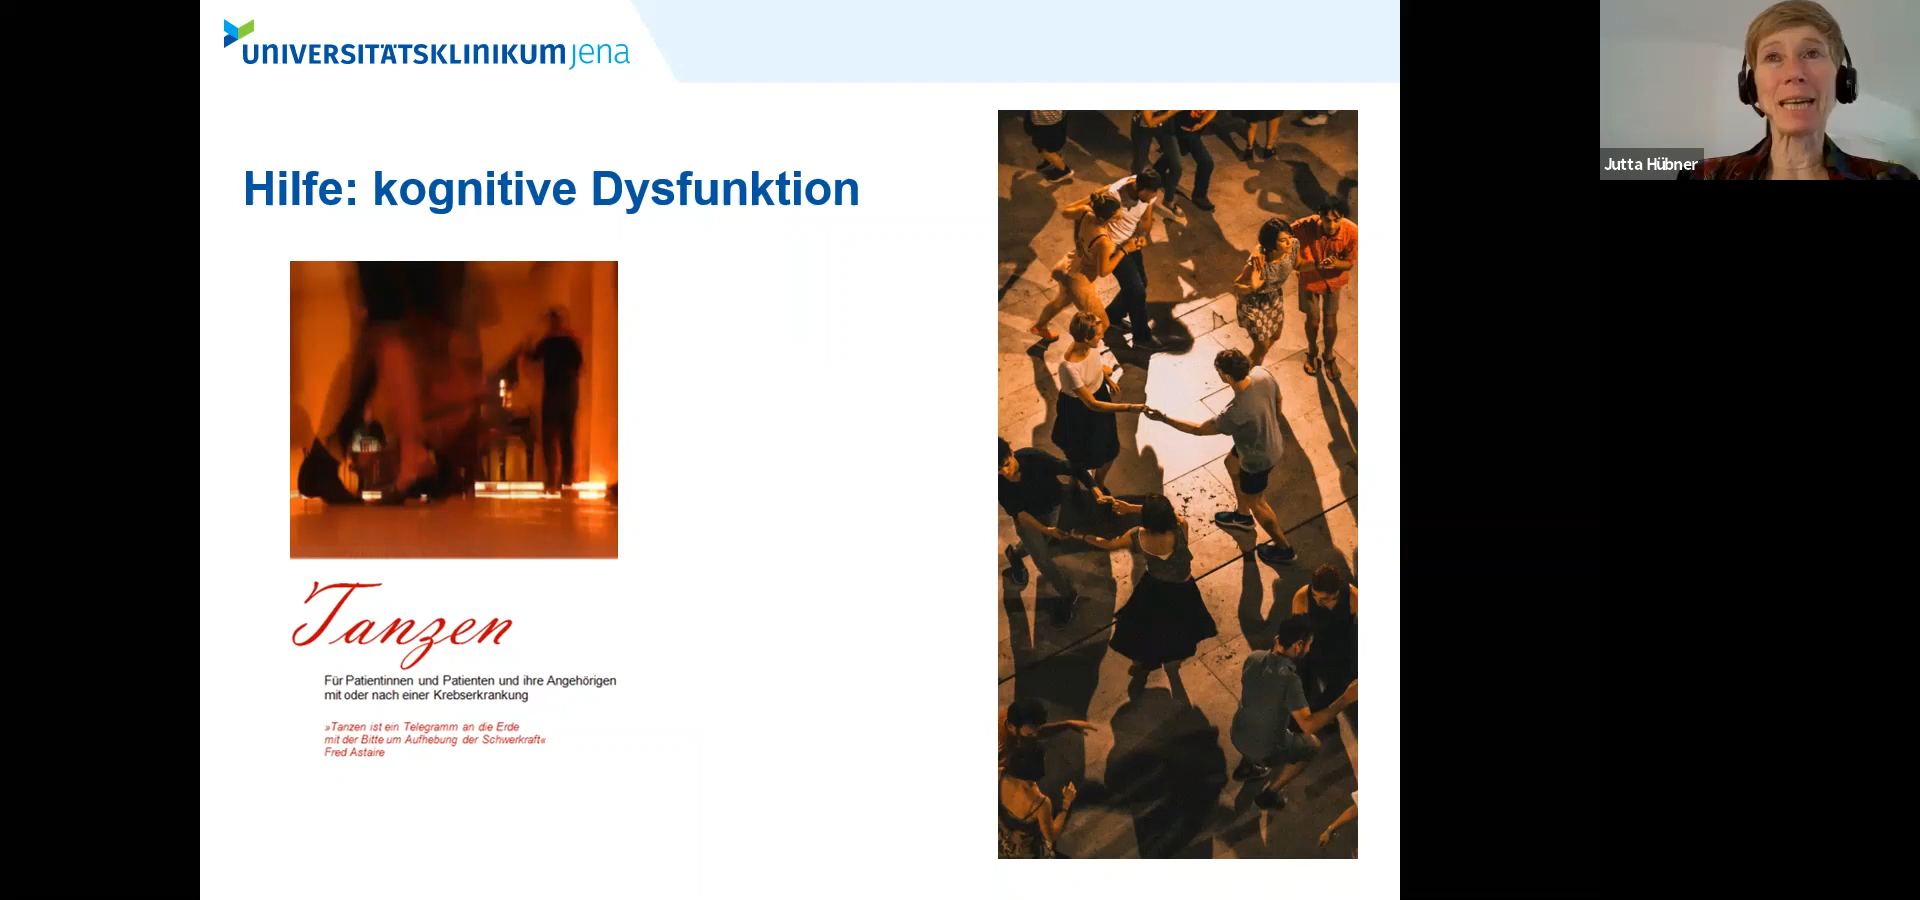 UNIVERSITÄTSKLINIKUM jena
Jutta Hübner
Hilfe: kognitive Dysfunktion
Tanzen
Für Patientinnen und Patienten und ihre Angehörigen
mit oder nach einer Krebserkrankung
»Tanzen ist ein Telegramm an die Erde
mit der Bitte um Aufhebung der Schwerkraft«
Fred Astaire